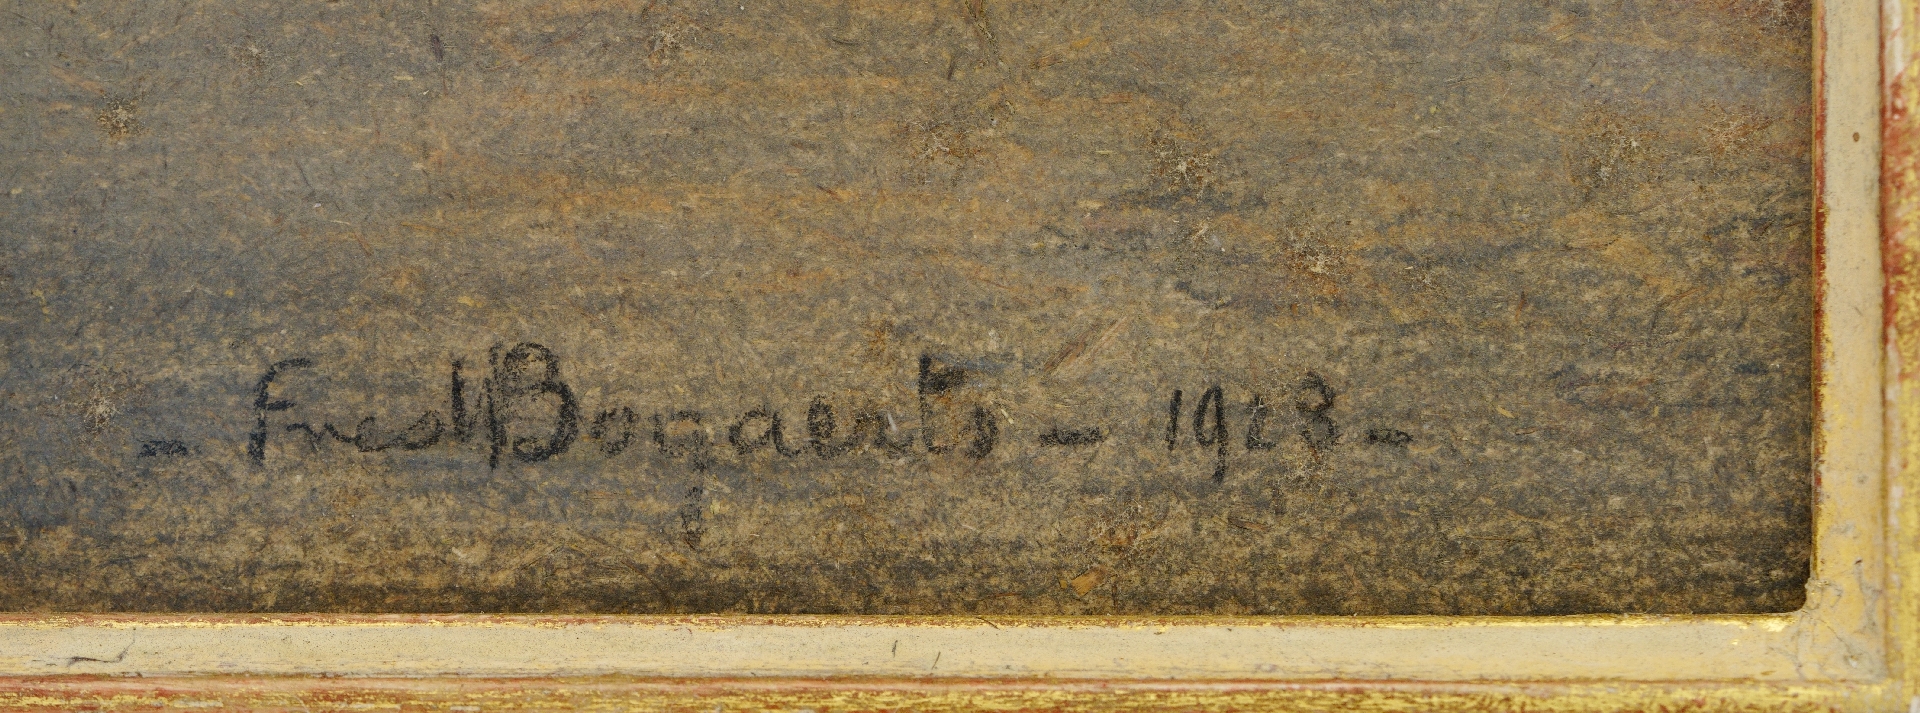 - Fred Bogaerts - 1923 -